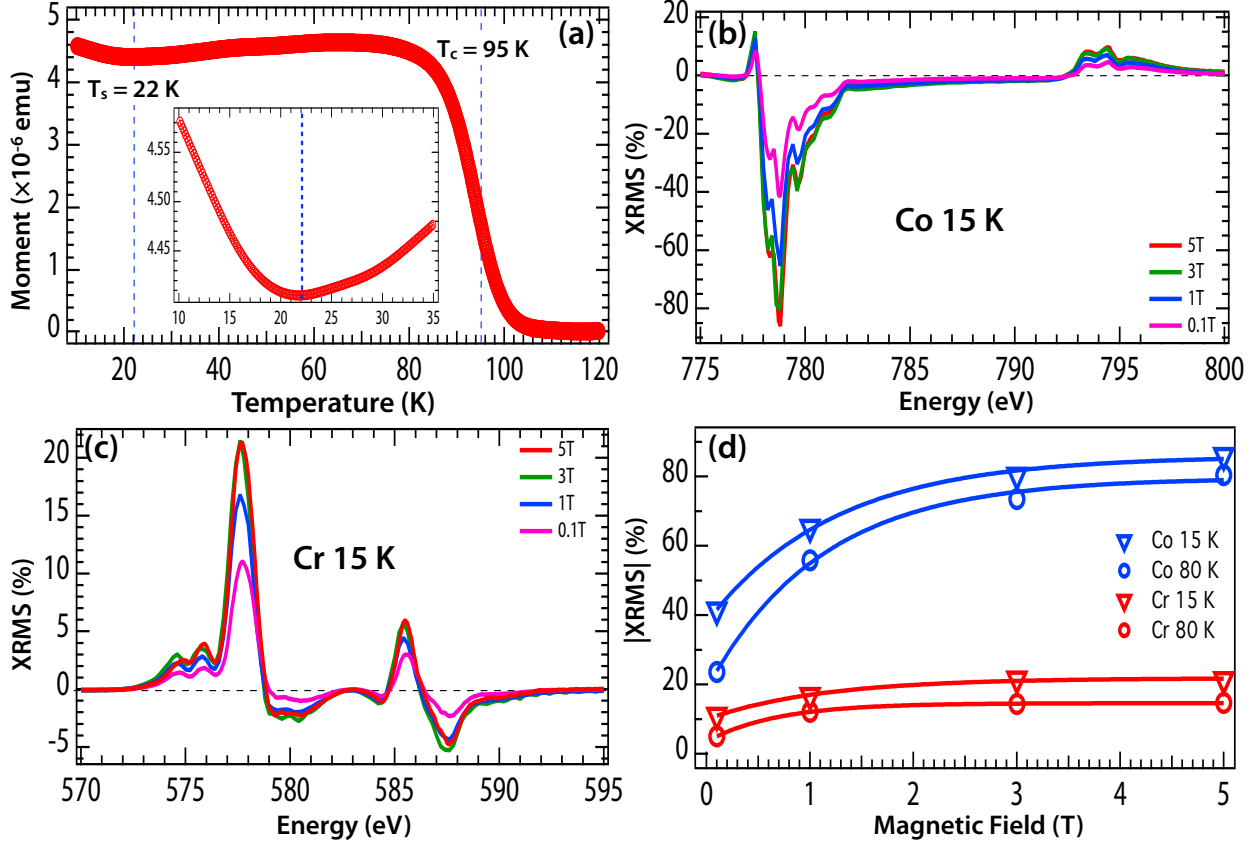 (a)
5
4
3
2
1
0
Moment (×10⁻⁶ emu)
T_c = 95 K
T_s = 22 K
4.55
4.50
4.45
10 15 20 25 30 35
20 40 60 80 100 120
Temperature (K)
(b)
20
0
-20
-40
-60
-80
XRMS (%)
Co 15 K
5T
3T
1T
0.1T
775 780 785 790 795 800
Energy (eV)
(c)
20
15
10
5
0
-5
XRMS (%)
5T
3T
1T
0.1T
Cr 15 K
570 575 580 585 590 595
Energy (eV)
(d)
80
60
40
20
0
|XRMS| (%)
Co 15 K
Co 80 K
Cr 15 K
Cr 80 K
0 1 2 3 4 5
Magnetic Field (T)